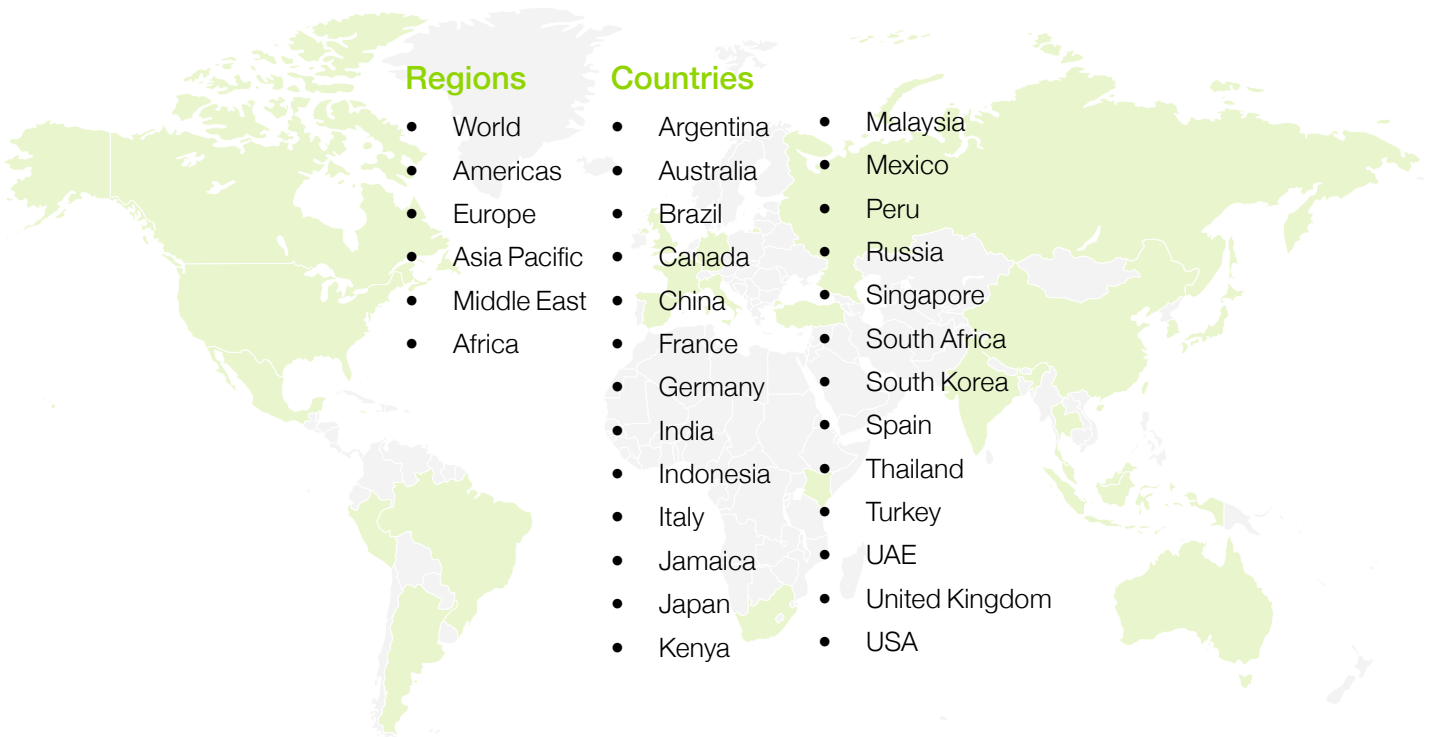 Regions
• World
• Americas
• Europe
• Asia Pacific
• Middle East
• Africa
Countries
• Argentina
• Australia
• Brazil
• Canada
• China
• France
• Germany
• India
• Indonesia
• Italy
• Jamaica
• Japan
• Kenya
• Malaysia
• Mexico
• Peru
• Russia
• Singapore
• South Africa
• South Korea
• Spain
• Thailand
• Turkey
• UAE
• United Kingdom
• USA